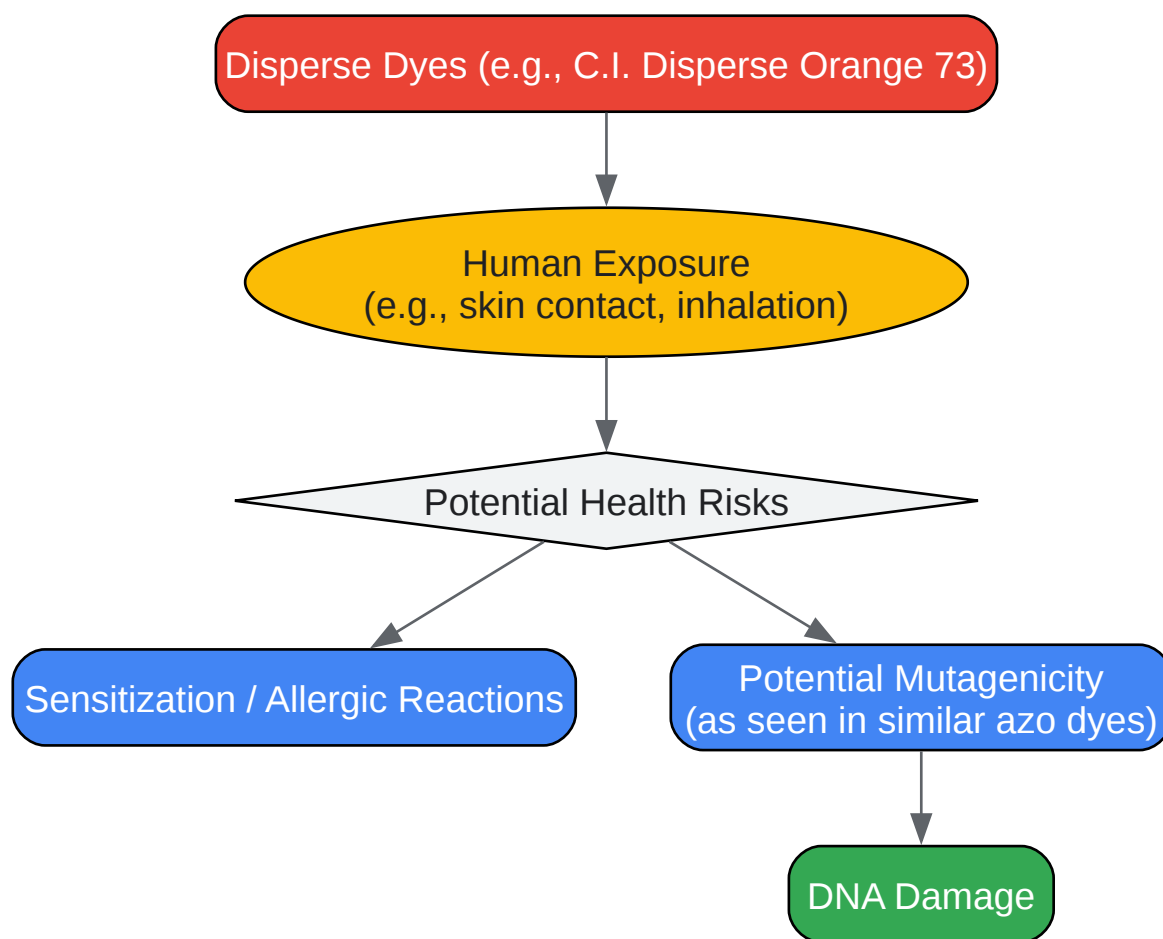 Disperse Dyes (e.g., C.I. Disperse Orange 73)
Human Exposure
(e.g., skin contact, inhalation)
Potential Health Risks
Sensitization / Allergic Reactions
Potential Mutagenicity
(as seen in similar azo dyes)
DNA Damage